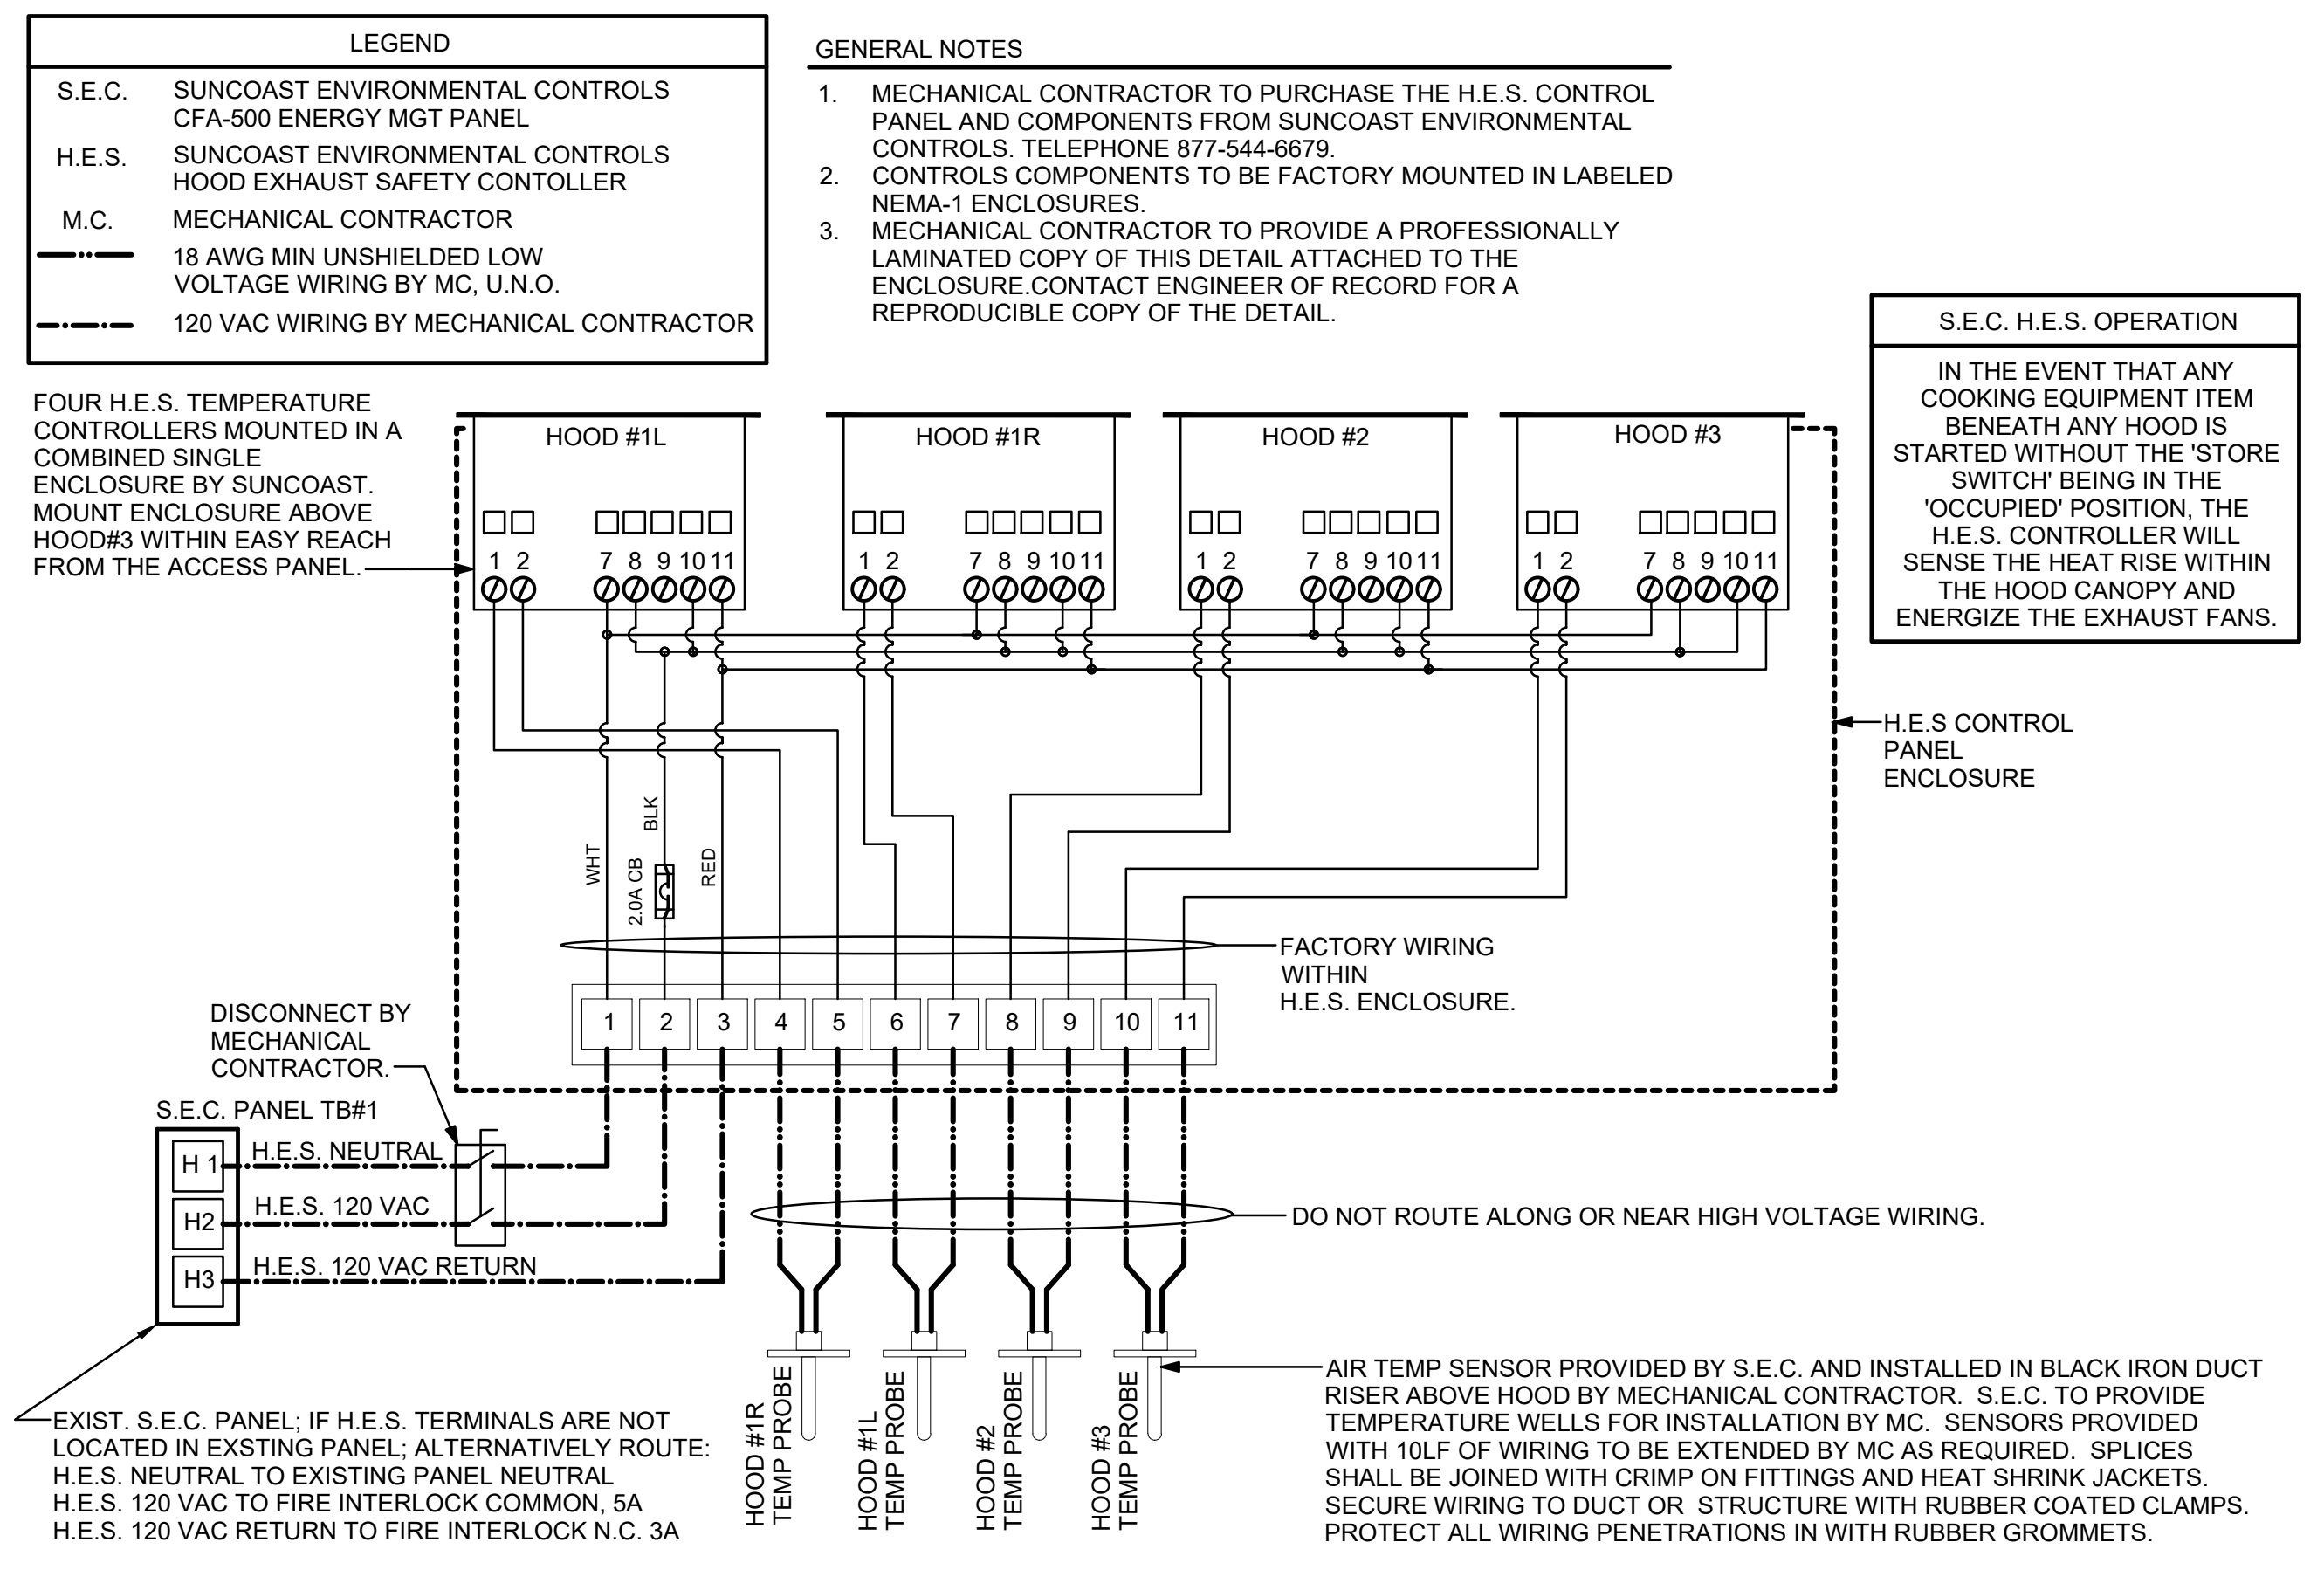 LEGEND
S.E.C. SUNCOAST ENVIRONMENTAL CONTROLS
CFA-500 ENERGY MGT PANEL
H.E.S. SUNCOAST ENVIRONMENTAL CONTROLS
HOOD EXHAUST SAFETY CONTOLLER
M.C. MECHANICAL CONTRACTOR
18 AWG MIN UNSHIELDED LOW
VOLTAGE WIRING BY MC, U.N.O.
120 VAC WIRING BY MECHANICAL CONTRACTOR
GENERAL NOTES
1. MECHANICAL CONTRACTOR TO PURCHASE THE H.E.S. CONTROL
PANEL AND COMPONENTS FROM SUNCOAST ENVIRONMENTAL
CONTROLS. TELEPHONE 877-544-6679.
2. CONTROLS COMPONENTS TO BE FACTORY MOUNTED IN LABELED
NEMA-1 ENCLOSURES.
3. MECHANICAL CONTRACTOR TO PROVIDE A PROFESSIONALLY
LAMINATED COPY OF THIS DETAIL ATTACHED TO THE
ENCLOSURE.CONTACT ENGINEER OF RECORD FOR A
REPRODUCIBLE COPY OF THE DETAIL.
S.E.C. H.E.S. OPERATION
IN THE EVENT THAT ANY
COOKING EQUIPMENT ITEM
BENEATH ANY HOOD IS
STARTED WITHOUT THE 'STORE
SWITCH' BEING IN THE
'OCCUPIED' POSITION, THE
H.E.S. CONTROLLER WILL
SENSE THE HEAT RISE WITHIN
THE HOOD CANOPY AND
ENERGIZE THE EXHAUST FANS.
FOUR H.E.S. TEMPERATURE
CONTROLLERS MOUNTED IN A
COMBINED SINGLE
ENCLOSURE BY SUNCOAST.
MOUNT ENCLOSURE ABOVE
HOOD#3 WITHIN EASY REACH
FROM THE ACCESS PANEL.
HOOD #1L
1 2 7 8 9 10 11
HOOD #1R
1 2 7 8 9 10 11
HOOD #2
1 2 7 8 9 10 11
HOOD #3
1 2 7 8 9 10 11
H.E.S CONTROL
PANEL
ENCLOSURE
WHT
BLK
2.0A CB
RED
FACTORY WIRING
WITHIN
H.E.S. ENCLOSURE.
1 2 3 4 5 6 7 8 9 10 11
DISCONNECT BY
MECHANICAL
CONTRACTOR.
S.E.C. PANEL TB#1
H 1 H.E.S. NEUTRAL
H2 H.E.S. 120 VAC
H3 H.E.S. 120 VAC RETURN
DO NOT ROUTE ALONG OR NEAR HIGH VOLTAGE WIRING.
EXIST. S.E.C. PANEL; IF H.E.S. TERMINALS ARE NOT
LOCATED IN EXSTING PANEL; ALTERNATIVELY ROUTE:
H.E.S. NEUTRAL TO EXISTING PANEL NEUTRAL
H.E.S. 120 VAC TO FIRE INTERLOCK COMMON, 5A
H.E.S. 120 VAC RETURN TO FIRE INTERLOCK N.C. 3A
HOOD #1R
TEMP PROBE
HOOD #1L
TEMP PROBE
HOOD #2
TEMP PROBE
HOOD #3
TEMP PROBE
AIR TEMP SENSOR PROVIDED BY S.E.C. AND INSTALLED IN BLACK IRON DUCT
RISER ABOVE HOOD BY MECHANICAL CONTRACTOR. S.E.C. TO PROVIDE
TEMPERATURE WELLS FOR INSTALLATION BY MC. SENSORS PROVIDED
WITH 10LF OF WIRING TO BE EXTENDED BY MC AS REQUIRED. SPLICES
SHALL BE JOINED WITH CRIMP ON FITTINGS AND HEAT SHRINK JACKETS.
SECURE WIRING TO DUCT OR STRUCTURE WITH RUBBER COATED CLAMPS.
PROTECT ALL WIRING PENETRATIONS IN WITH RUBBER GROMMETS.